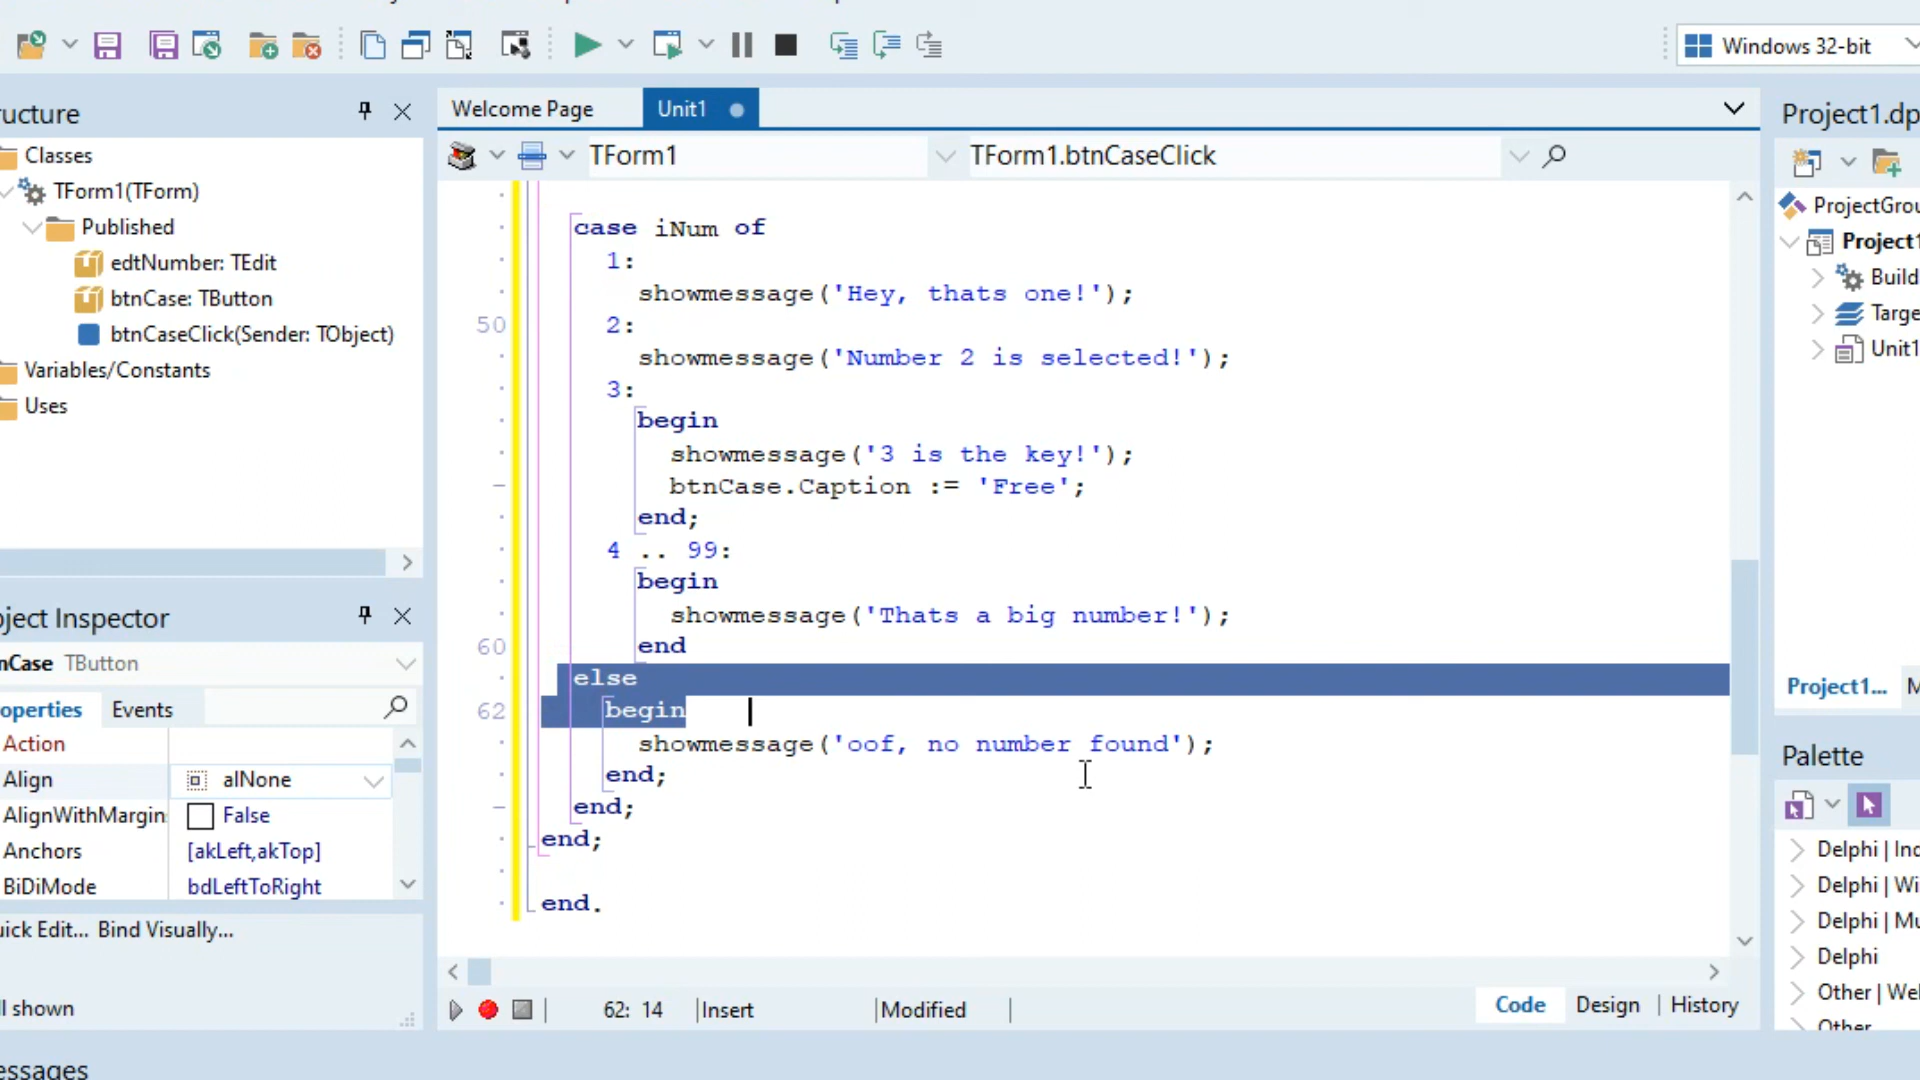 Windows 32-bit
ructure
Classes
TForm1(TForm)
Published
edtNumber: TEdit
btnCase: TButton
btnCaseClick(Sender: TObject)
Variables/Constants
Uses
ject Inspector
nCase TButton
operties Events
Action
Align alNone
AlignWithMargin: False
Anchors [akLeft,akTop]
BiDiMode bdLeftToRight
uick Edit... Bind Visually...
ll shown
essages
Welcome Page Unit1
TForm1 TForm1.btnCaseClick
case iNum of
1:
showmessage('Hey, thats one!');
50 2:
showmessage('Number 2 is selected!');
3:
begin
showmessage('3 is the key!');
btnCase.Caption := 'Free';
end;
4 .. 99:
begin
showmessage('Thats a big number!');
60 end
else
62 begin
showmessage('oof, no number found');
end;
end;
end;
end.
62: 14 Insert Modified
Code Design History
Project1.dp
ProjectGrou
Project1
Build
Targe
Unit1
Project1... M
Palette
Delphi | Ind
Delphi | Wi
Delphi | Mu
Delphi
Other | Wel
Other